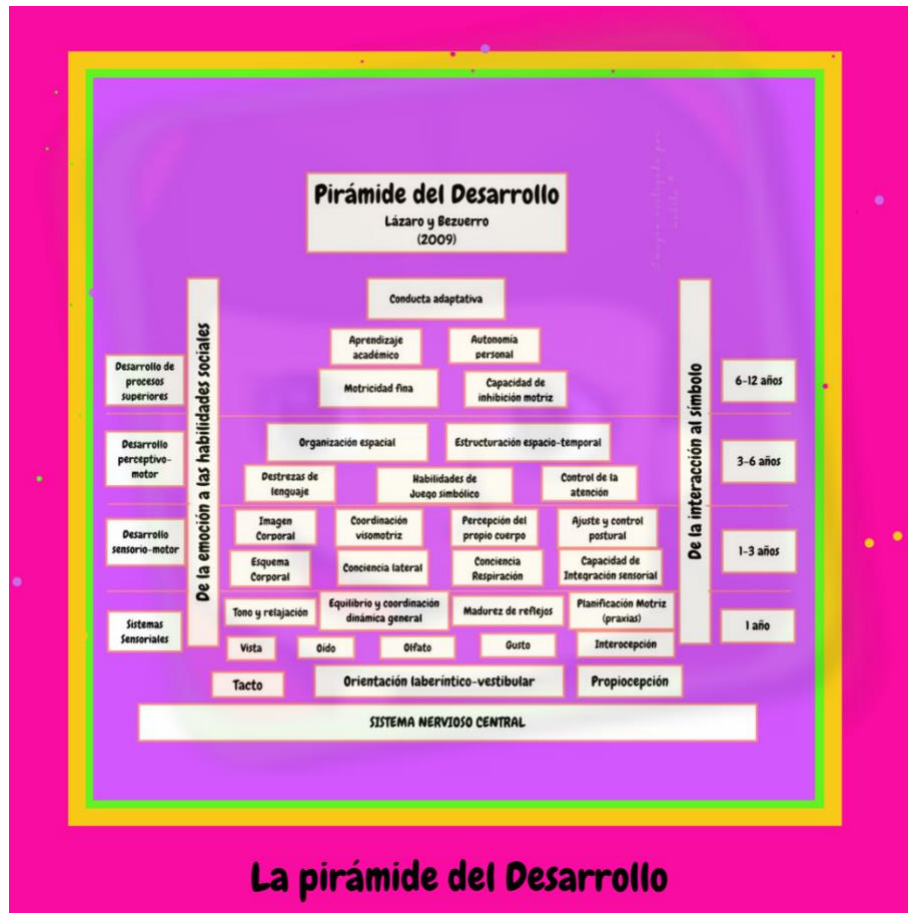 Pirámide del Desarrollo
Lázaro y Bezuerro
(2009)
Conducta adaptativa
Aprendizaje
académico
Autonomía
personal
Desarrollo de
procesos
superiores
Motricidad fina
Capacidad de
inhibición motriz
6-12 años
De la emoción a las habilidades sociales
De la interacción al símbolo
Organización espacial
Estructuración espacio-temporal
Desarrollo
perceptivo-
motor
3-6 años
Destrezas de
lenguaje
Habilidades de
Juego simbólico
Control de la
atención
Imagen
Corporal
Coordinación
visomotriz
Percepción del
propio cuerpo
Ajuste y control
postural
Desarrollo
sensorio-motor
1-3 años
Esquema
Corporal
Conciencia lateral
Conciencia
Respiración
Capacidad de
Integración sensorial
Tono y relajación
Equilibrio y coordinación
dinámica general
Madurez de reflejos
Planificación Motriz
(praxias)
Sistemas
Sensoriales
1 año
Vista
Oído
Olfato
Gusto
Interocepción
Tacto
Orientación laberíntico-vestibular
Propiocepción
SISTEMA NERVIOSO CENTRAL
La pirámide del Desarrollo